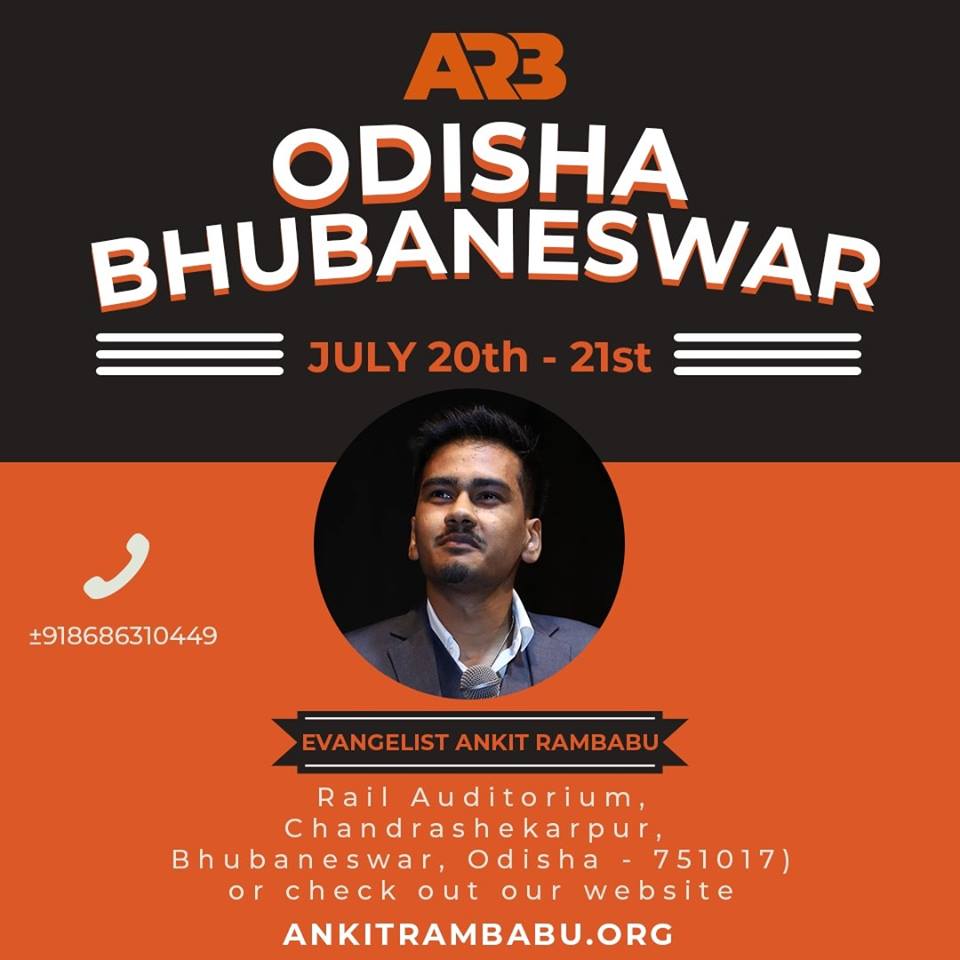 ARB
ODISHA
BHUBANESWAR
JULY 20th - 21st
±918686310449
EVANGELIST ANKIT RAMBABU
Rail Auditorium,
Chandrashekarpur,
Bhubaneswar, Odisha - 751017)
or check out our website
ANKITRAMBABU.ORG